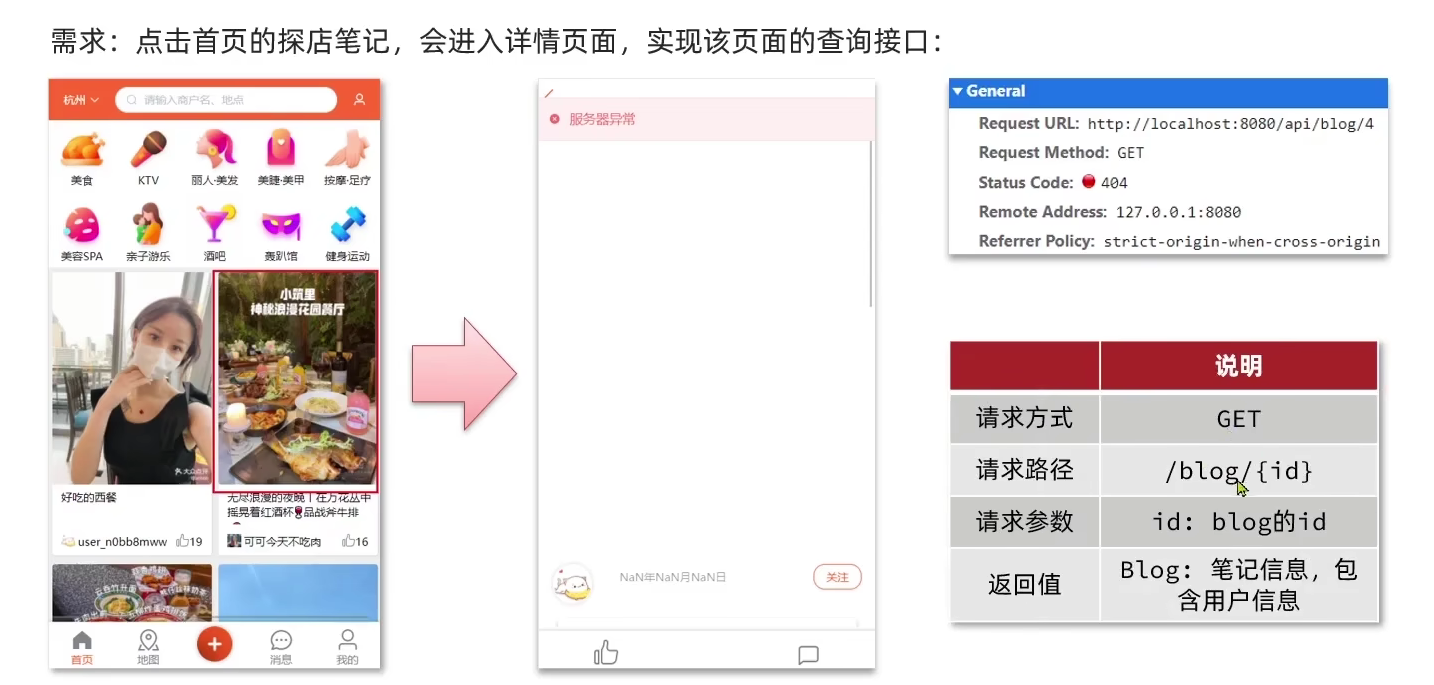 需求：点击首页的探店笔记，会进入详情页面，实现该页面的查询接口：
杭州
请输入商户名、地点
美食
KTV
丽人·美发
美睫·美甲
按摩·足疗
美容SPA
亲子游乐
酒吧
轰趴馆
健身运动
小筑里
神秘浪漫花园餐厅
大众点评
好吃的西餐
无尽浪漫的夜晚丨在万花丛中
摇晃着红酒杯🍷品战斧牛排
user_n0bb8mww
19
可可今天不吃肉
16
首页
地图
消息
我的
服务器异常
NaN年NaN月NaN日
关注
General
Request URL: http://localhost:8080/api/blog/4
Request Method: GET
Status Code: 404
Remote Address: 127.0.0.1:8080
Referrer Policy: strict-origin-when-cross-origin
说明
请求方式 GET
请求路径 /blog/{id}
请求参数 id: blog的id
返回值 Blog: 笔记信息，包
含用户信息